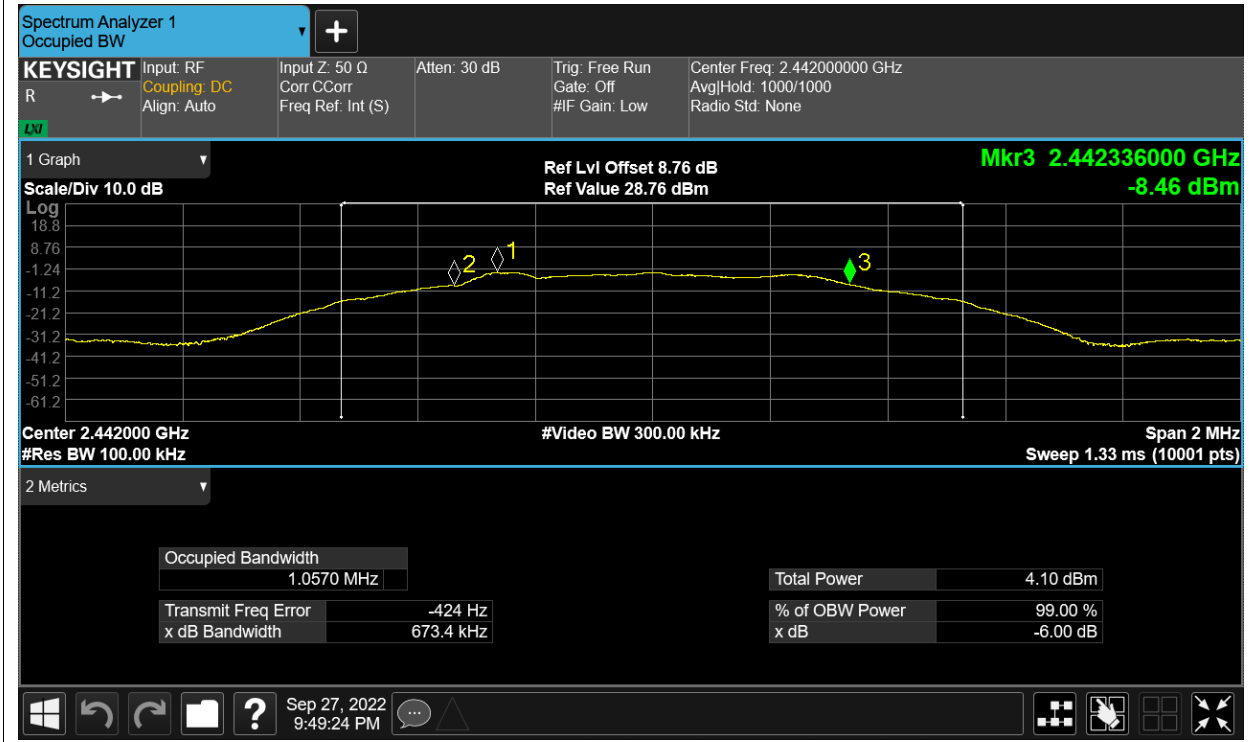 Spectrum Analyzer 1
Occupied BW
KEYSIGHT
R
LXI
Input: RF
Coupling: DC
Align: Auto
Input Z: 50 Ω
Corr CCorr
Freq Ref: Int (S)
Atten: 30 dB
Trig: Free Run
Gate: Off
#IF Gain: Low
Center Freq: 2.442000000 GHz
Avg|Hold: 1000/1000
Radio Std: None
1 Graph
Scale/Div 10.0 dB
Ref Lvl Offset 8.76 dB
Ref Value 28.76 dBm
Mkr3 2.442336000 GHz
-8.46 dBm
Log
18.8
8.76
-1.24
-11.2
-21.2
-31.2
-41.2
-51.2
-61.2
2
1
3
Center 2.442000 GHz
#Video BW 300.00 kHz
Span 2 MHz
#Res BW 100.00 kHz
Sweep 1.33 ms (10001 pts)
2 Metrics
Occupied Bandwidth
1.0570 MHz
Total Power 4.10 dBm
Transmit Freq Error -424 Hz
% of OBW Power 99.00 %
x dB Bandwidth 673.4 kHz
x dB -6.00 dB
?
Sep 27, 2022
9:49:24 PM